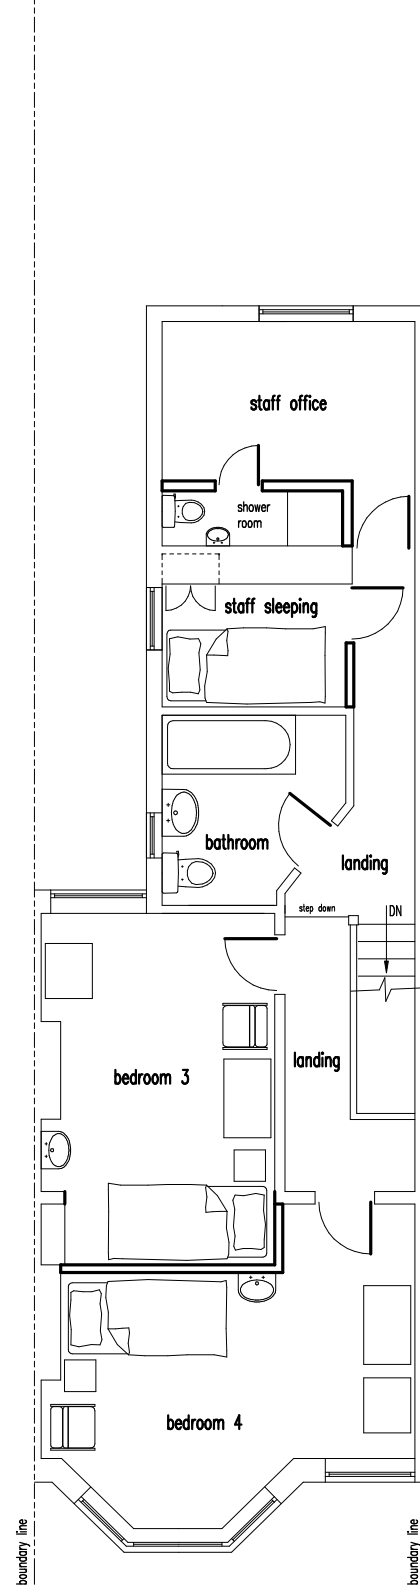 staff office
shower
room
staff sleeping
bathroom
landing
step down
DN
landing
bedroom 3
bedroom 4
boundary line
boundary line